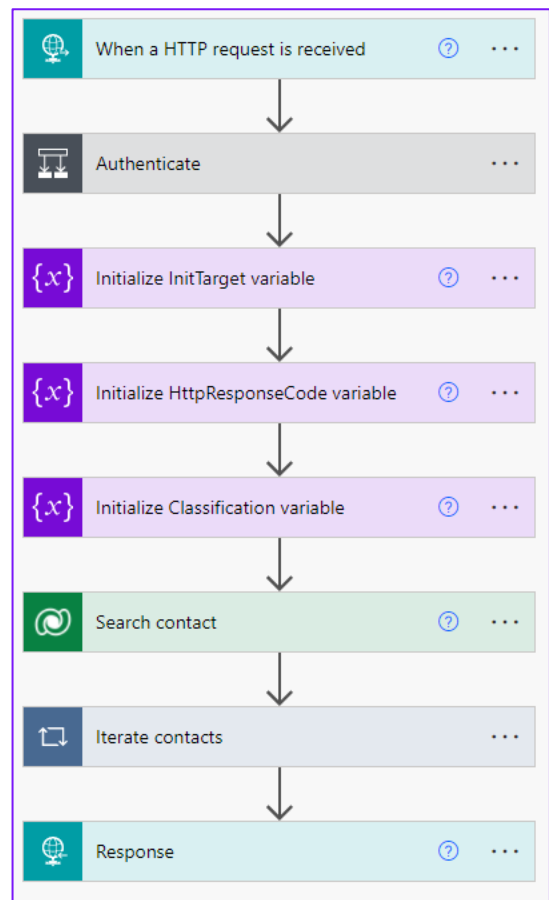 When a HTTP request is received
Authenticate
{x} Initialize InitTarget variable
{x} Initialize HttpResponseCode variable
{x} Initialize Classification variable
Search contact
Iterate contacts
Response